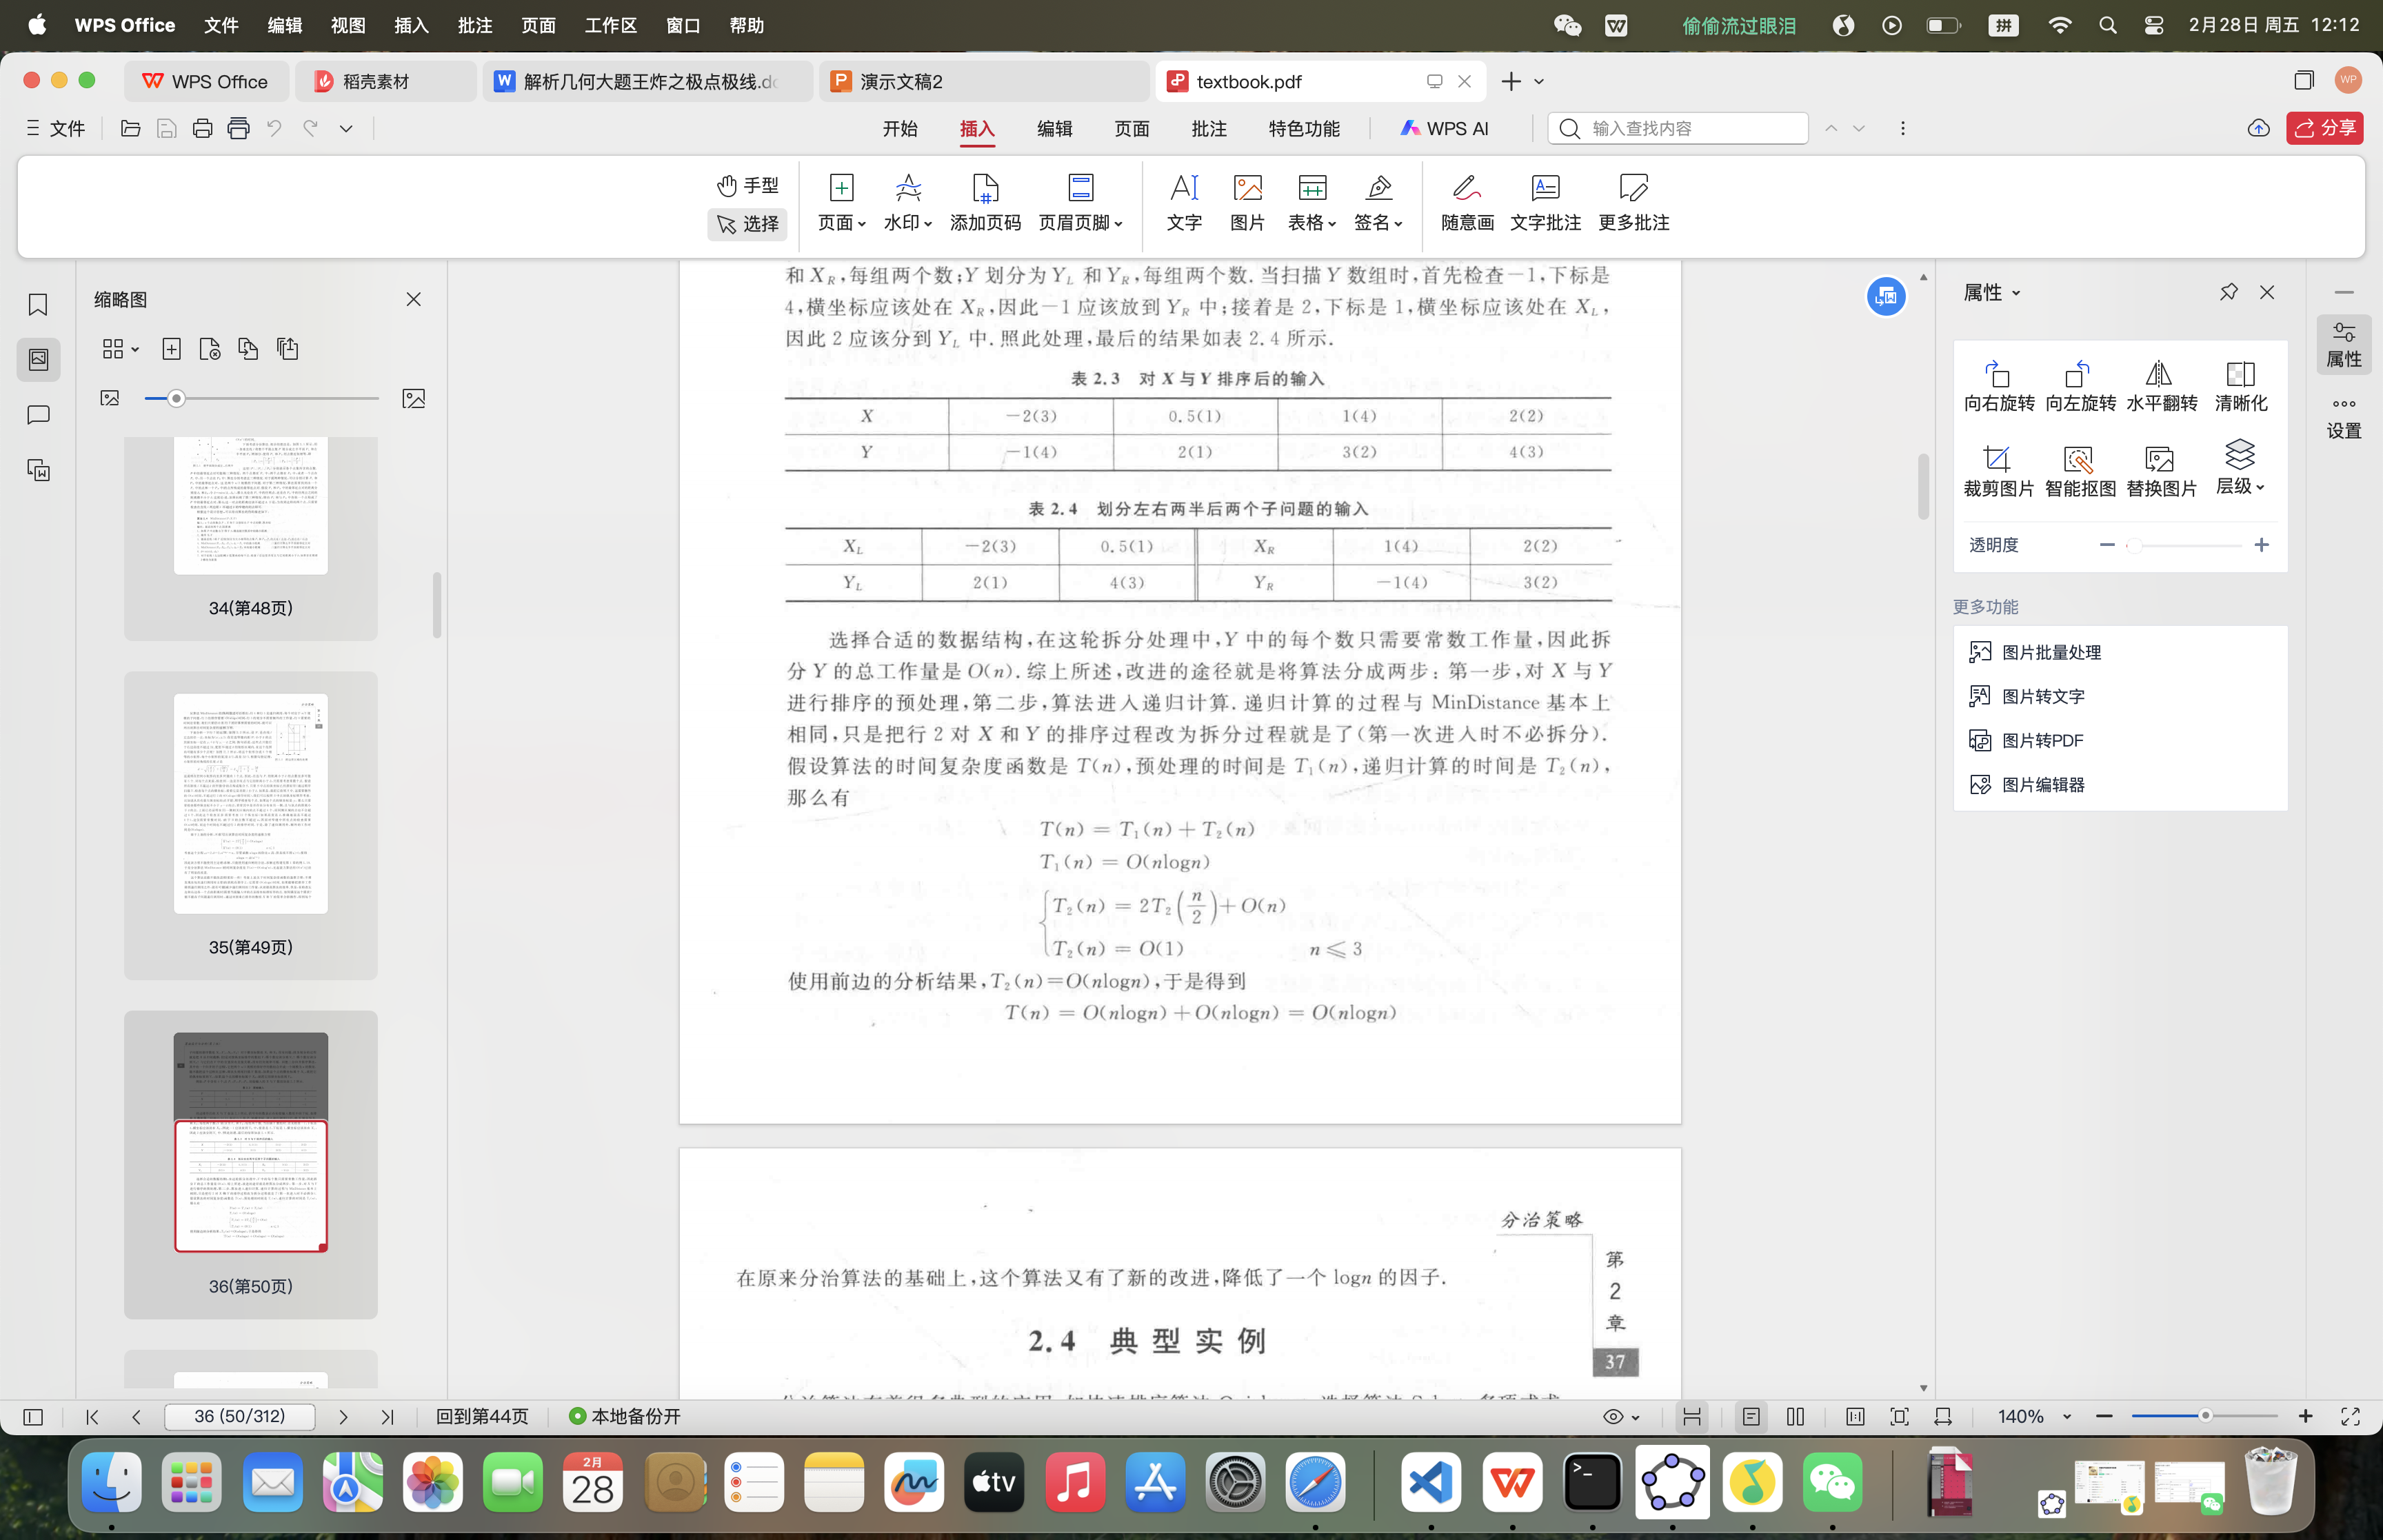 WPS Office 文件 编辑 视图 插入 批注 页面 工作区 窗口 帮助 偷偷流过眼泪 拼 2月28日 周五 12:12
WPS Office 稻壳素材 解析几何大题王炸之极点极线.dc 演示文稿2 textbook.pdf WP
文件 开始 插入 编辑 页面 批注 特色功能 WPS AI 输入查找内容 分享
手型
选择
页面 水印 添加页码 页眉页脚 文字 图片 表格 签名 随意画 文字批注 更多批注
缩略图
34(第48页)
35(第49页)
36(第50页)
和 X_R,每组两个数;Y 划分为 Y_L 和 Y_R,每组两个数.当扫描 Y 数组时,首先检查−1,下标是
4,横坐标应该处在 X_R,因此−1 应该放到 Y_R 中;接着是 2,下标是 1,横坐标应该处在 X_L,
因此 2 应该分到 Y_L 中.照此处理,最后的结果如表 2.4 所示.
表 2.3 对 X 与 Y 排序后的输入
X −2(3) 0.5(1) 1(4) 2(2)
Y −1(4) 2(1) 3(2) 4(3)
表 2.4 划分左右两半后两个子问题的输入
X_L −2(3) 0.5(1) X_R 1(4) 2(2)
Y_L 2(1) 4(3) Y_R −1(4) 3(2)
选择合适的数据结构,在这轮拆分处理中,Y 中的每个数只需要常数工作量,因此拆
分 Y 的总工作量是 O(n).综上所述,改进的途径就是将算法分成两步:第一步,对 X 与 Y
进行排序的预处理,第二步,算法进入递归计算.递归计算的过程与 MinDistance 基本上
相同,只是把行 2 对 X 和 Y 的排序过程改为拆分过程就是了(第一次进入时不必拆分).
假设算法的时间复杂度函数是 T(n),预处理的时间是 T₁(n),递归计算的时间是 T₂(n),
那么有
T(n) = T₁(n) + T₂(n)
T₁(n) = O(nlogn)
T₂(n) = 2T₂(n/2) + O(n)
T₂(n) = O(1) n ⩽ 3
使用前边的分析结果,T₂(n)=O(nlogn),于是得到
T(n) = O(nlogn) + O(nlogn) = O(nlogn)
分治策略
第
2
章
37
在原来分治算法的基础上,这个算法又有了新的改进,降低了一个 logn 的因子.
2.4 典型实例
属性
向右旋转 向左旋转 水平翻转 清晰化
裁剪图片 智能抠图 替换图片 层级
透明度
更多功能
图片批量处理
图片转文字
图片转PDF
图片编辑器
属性
设置
36 (50/312) 回到第44页 本地备份开 140%
2月
28
tv